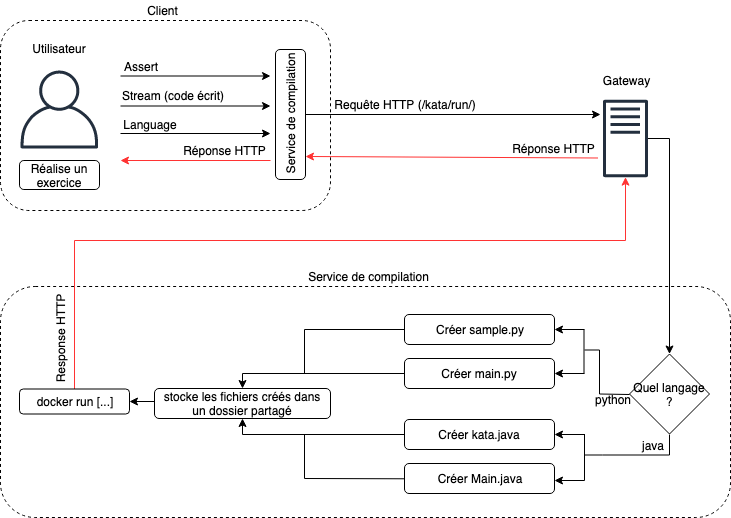 Client
Utilisateur
Assert
Stream (code écrit)
Language
Réponse HTTP
Réalise un
exercice
Service de compilation
Requête HTTP (/kata/run/)
Réponse HTTP
Gateway
Service de compilation
Response HTTP
Créer sample.py
Créer main.py
Quel langage
?
python
java
stocke les fichiers créés dans
un dossier partagé
docker run [...]
Créer kata.java
Créer Main.java